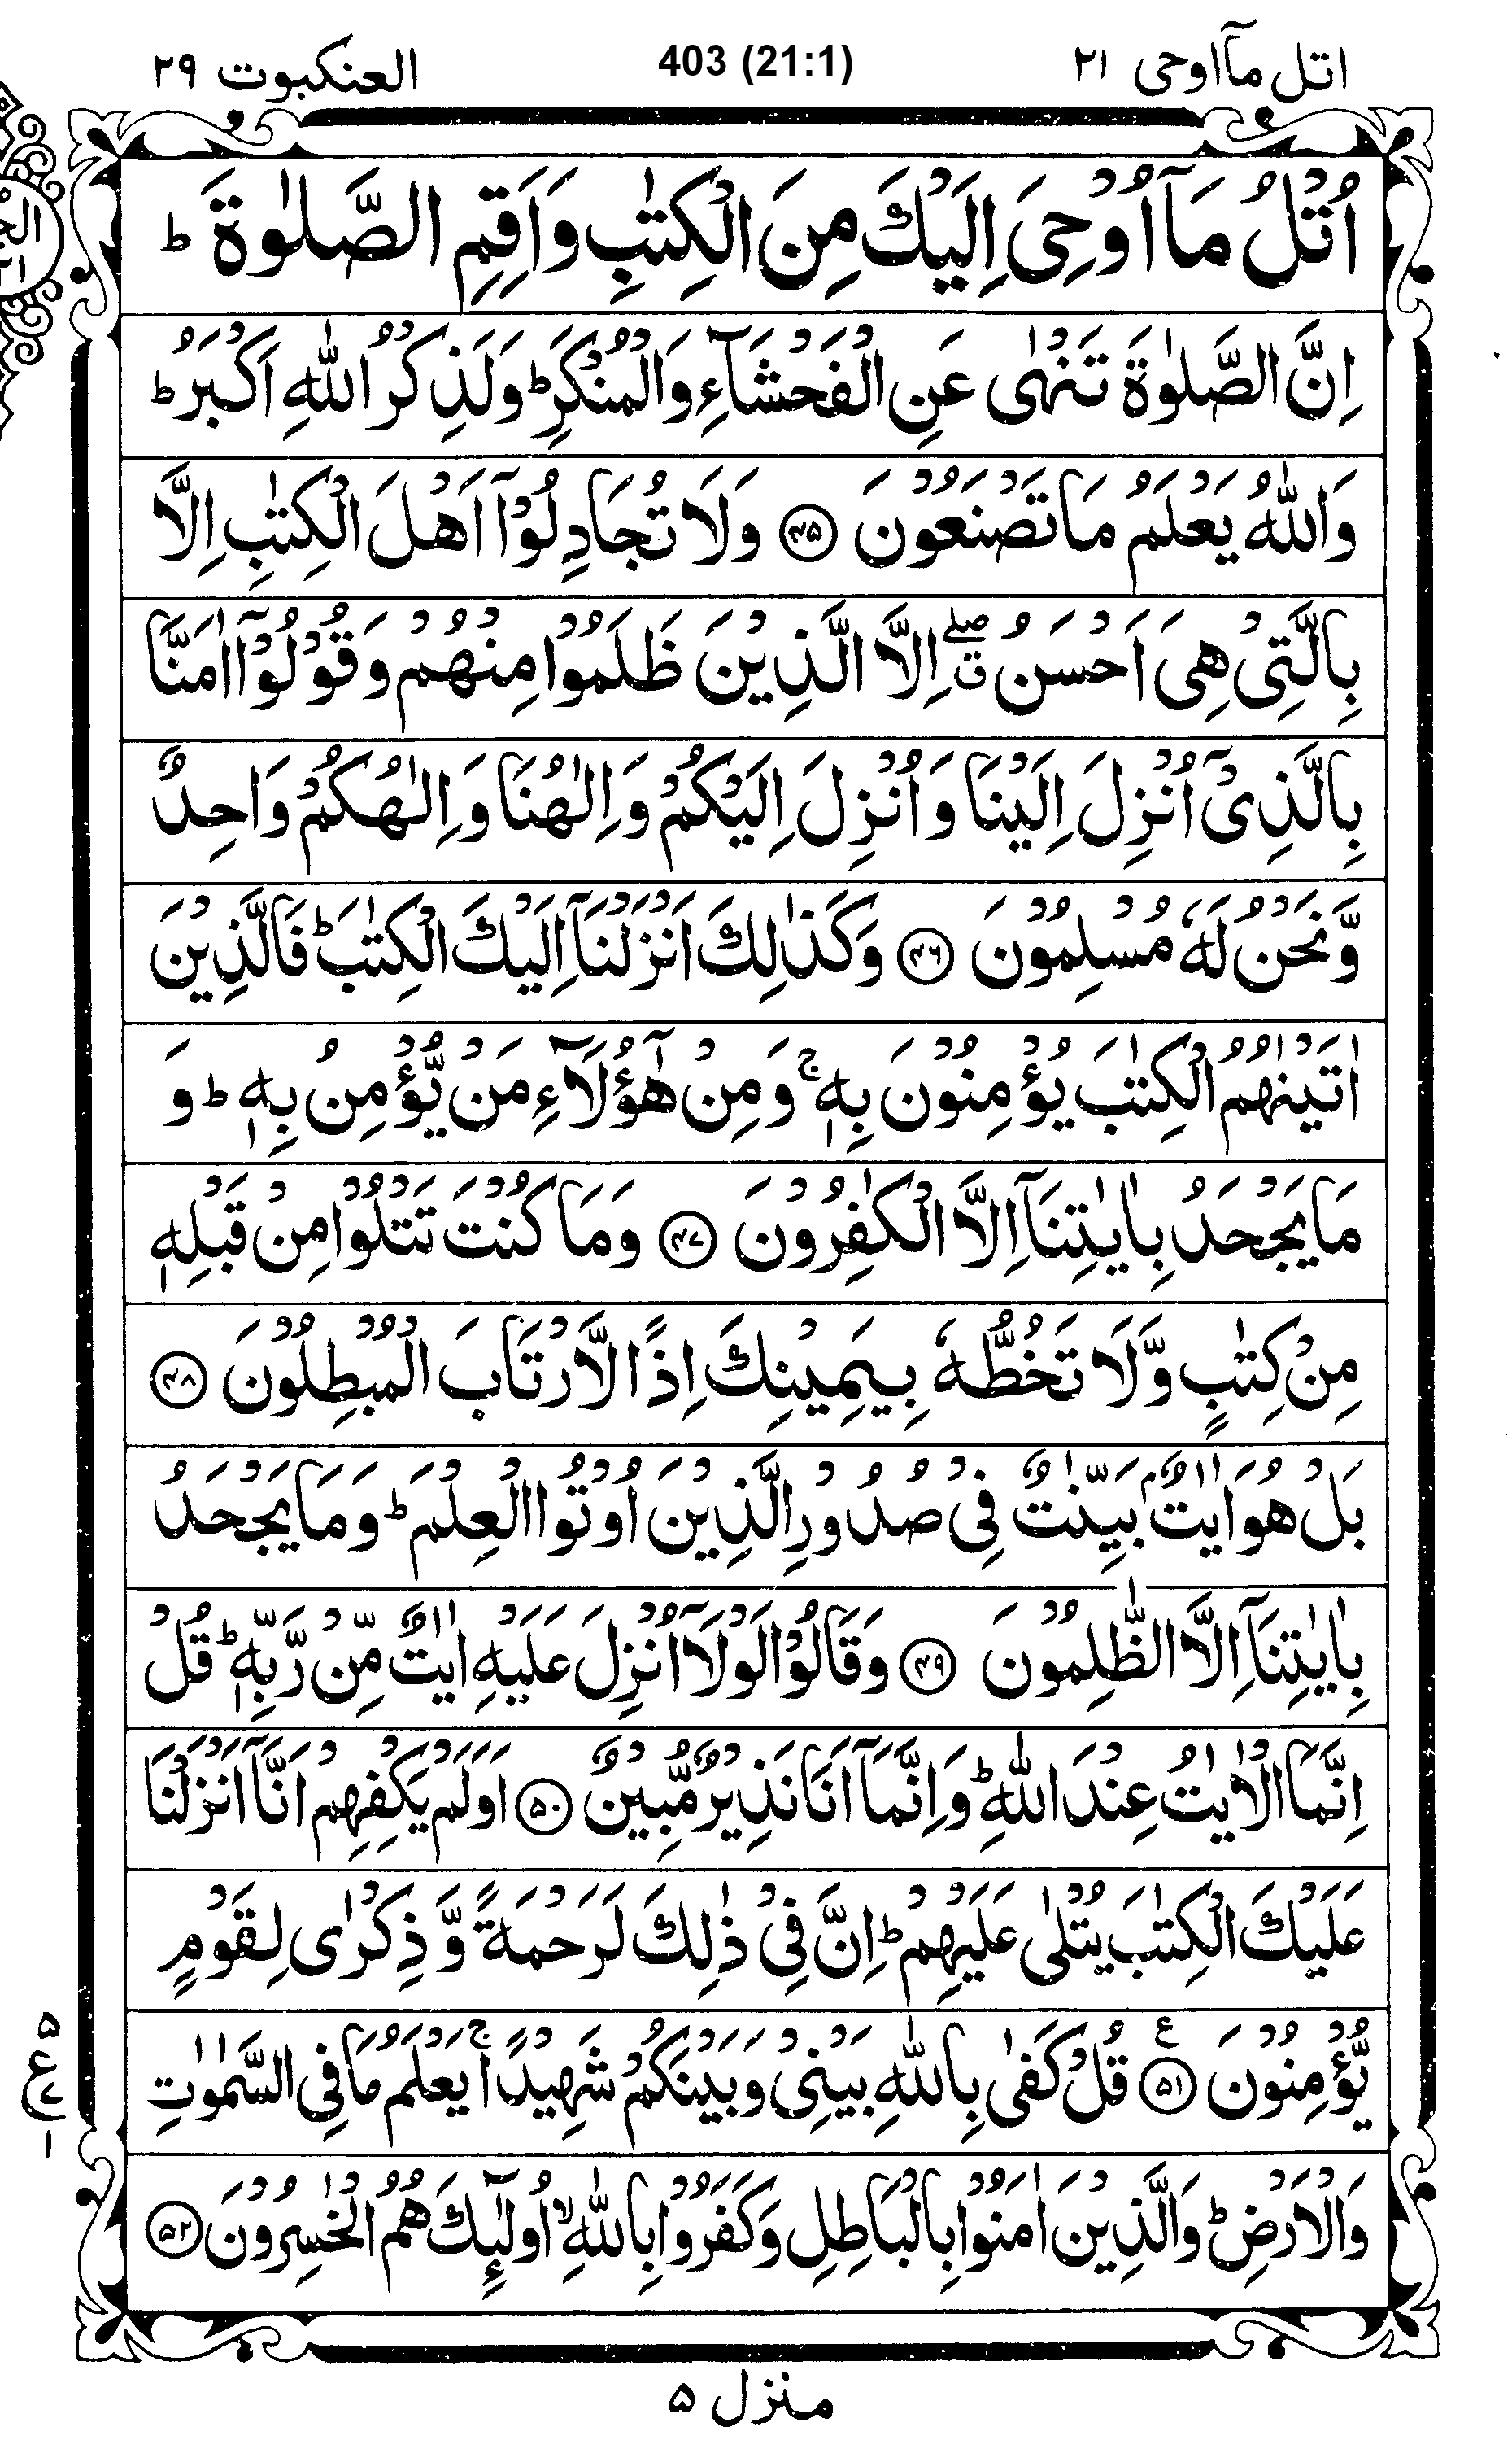 اتل مآاوحی ۲۱
403 (21:1)
العنکبوت ۲۹
اُتْلُ مَآ اُوْحِیَ اِلَیْكَ مِنَ الْكِتٰبِ وَ اَقِمِ الصَّلٰوةَ ؕ
اِنَّ الصَّلٰوةَ تَنْهٰی عَنِ الْفَحْشَآءِ وَ الْمُنْكَرِ ؕ وَ لَذِكْرُ اللّٰهِ اَكْبَرُ ؕ
وَ اللّٰهُ یَعْلَمُ مَا تَصْنَعُوْنَ ﴿۴۵﴾ وَ لَا تُجَادِلُوْۤا اَهْلَ الْكِتٰبِ اِلَّا
بِالَّتِیْ هِیَ اَحْسَنُ ۖ اِلَّا الَّذِیْنَ ظَلَمُوْا مِنْهُمْ وَ قُوْلُوْۤا اٰمَنَّا
بِالَّذِیْۤ اُنْزِلَ اِلَیْنَا وَ اُنْزِلَ اِلَیْكُمْ وَ اِلٰهُنَا وَ اِلٰهُكُمْ وَاحِدٌ
وَّ نَحْنُ لَهٗ مُسْلِمُوْنَ ﴿۴۶﴾ وَ كَذٰلِكَ اَنْزَلْنَاۤ اِلَیْكَ الْكِتٰبَ ؕ فَالَّذِیْنَ
اٰتَیْنٰهُمُ الْكِتٰبَ یُؤْمِنُوْنَ بِهٖ ۚ وَ مِنْ هٰۤؤُلَآءِ مَنْ یُّؤْمِنُ بِهٖ ؕ وَ
مَا یَجْحَدُ بِاٰیٰتِنَاۤ اِلَّا الْكٰفِرُوْنَ ﴿۴۷﴾ وَ مَا كُنْتَ تَتْلُوْا مِنْ قَبْلِهٖ
مِنْ كِتٰبٍ وَّ لَا تَخُطُّهٗ بِیَمِیْنِكَ اِذًا لَّارْتَابَ الْمُبْطِلُوْنَ ﴿۴۸﴾
بَلْ هُوَ اٰیٰتٌۢ بَیِّنٰتٌ فِیْ صُدُوْرِ الَّذِیْنَ اُوْتُوا الْعِلْمَ ؕ وَ مَا یَجْحَدُ
بِاٰیٰتِنَاۤ اِلَّا الظّٰلِمُوْنَ ﴿۴۹﴾ وَ قَالُوْا لَوْ لَاۤ اُنْزِلَ عَلَیْهِ اٰیٰتٌ مِّنْ رَّبِّهٖ ؕ قُلْ
اِنَّمَا الْاٰیٰتُ عِنْدَ اللّٰهِ ؕ وَ اِنَّمَاۤ اَنَا نَذِیْرٌ مُّبِیْنٌ ﴿۵۰﴾ اَوَ لَمْ یَكْفِهِمْ اَنَّاۤ اَنْزَلْنَا
عَلَیْكَ الْكِتٰبَ یُتْلٰی عَلَیْهِمْ ؕ اِنَّ فِیْ ذٰلِكَ لَرَحْمَةً وَّ ذِكْرٰی لِقَوْمٍ
یُّؤْمِنُوْنَ ﴿۵۱﴾ ع قُلْ كَفٰی بِاللّٰهِ بَیْنِیْ وَ بَیْنَكُمْ شَهِیْدًا ۚ یَعْلَمُ مَا فِی السَّمٰوٰتِ
وَ الْاَرْضِ ؕ وَ الَّذِیْنَ اٰمَنُوْا بِالْبَاطِلِ وَ كَفَرُوْا بِاللّٰهِ ۙ اُولٰٓىِٕكَ هُمُ الْخٰسِرُوْنَ ﴿۵۲﴾
۵
ع
۷
۱
منزل ۵